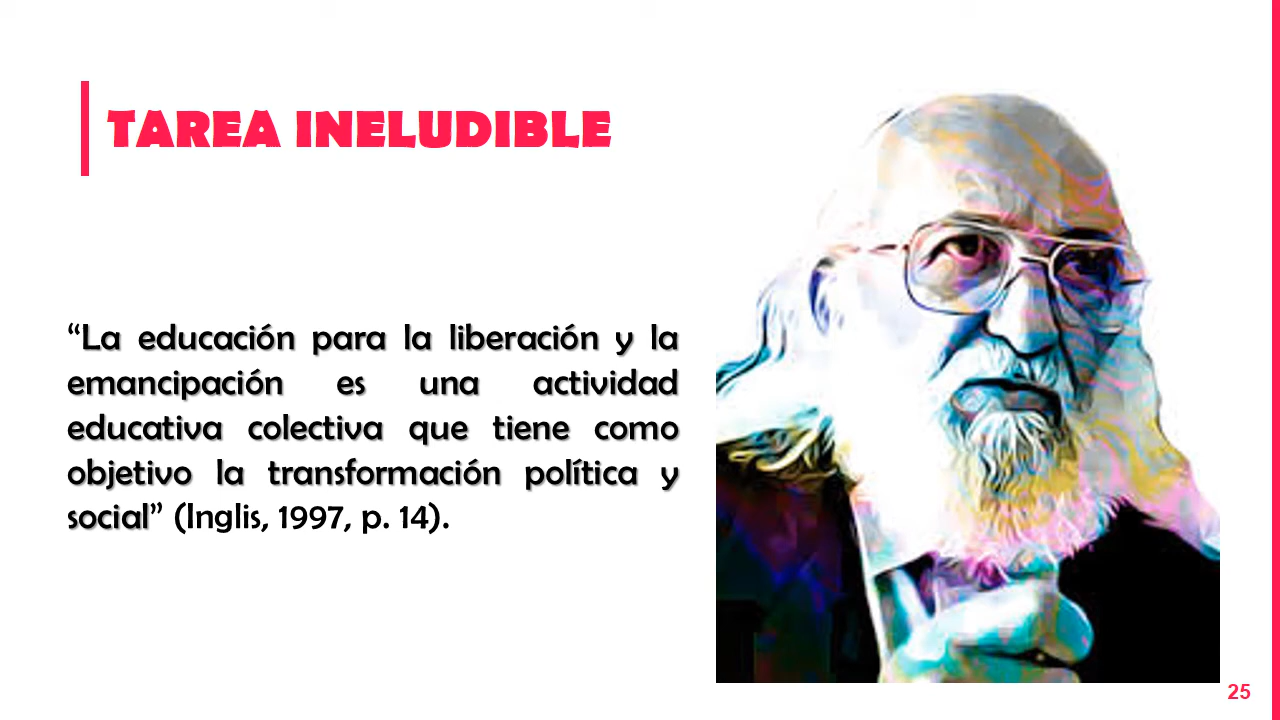 TAREA INELUDIBLE
“La educación para la liberación y la
emancipación es una actividad
educativa colectiva que tiene como
objetivo la transformación política y
social” (Inglis, 1997, p. 14).
25